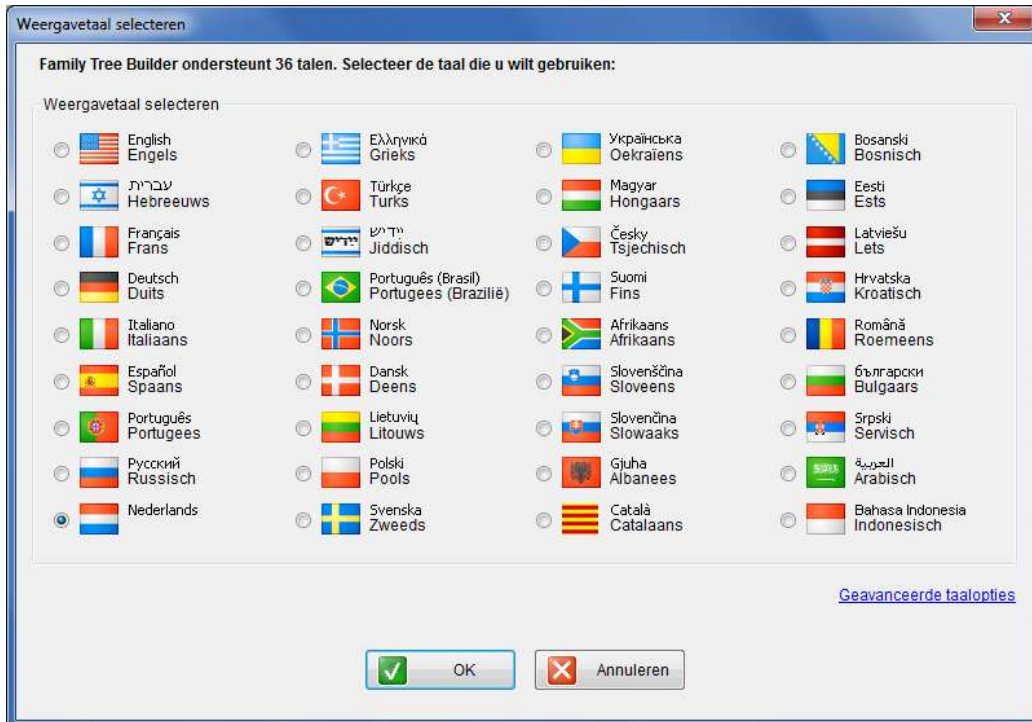 Weergavetaal selecteren
Family Tree Builder ondersteunt 36 talen. Selecteer de taal die u wilt gebruiken:
Weergavetaal selecteren
English
Engels
עברית
Hebreeuws
Français
Frans
Deutsch
Duits
Italiano
Italiaans
Español
Spaans
Português
Portugees
Русский
Russisch
Nederlands
Ελληνικά
Grieks
Türkçe
Turks
ייִדיש
ייִדיש
Jiddisch
Português (Brasil)
Portugees (Brazilië)
Norsk
Noors
Dansk
Deens
Lietuvių
Litouws
Polski
Pools
Svenska
Zweeds
Українська
Oekraïens
Magyar
Hongaars
Česky
Tsjechisch
Suomi
Fins
Afrikaans
Afrikaans
Slovenščina
Sloveens
Slovenčina
Slowaaks
Gjuha
Albanees
Català
Catalaans
Bosanski
Bosnisch
Eesti
Ests
Latviešu
Lets
Hrvatska
Kroatisch
Română
Roemeens
български
Bulgaars
Srpski
Servisch
العربية
Arabisch
Bahasa Indonesia
Indonesisch
Geavanceerde taalopties
OK
Annuleren